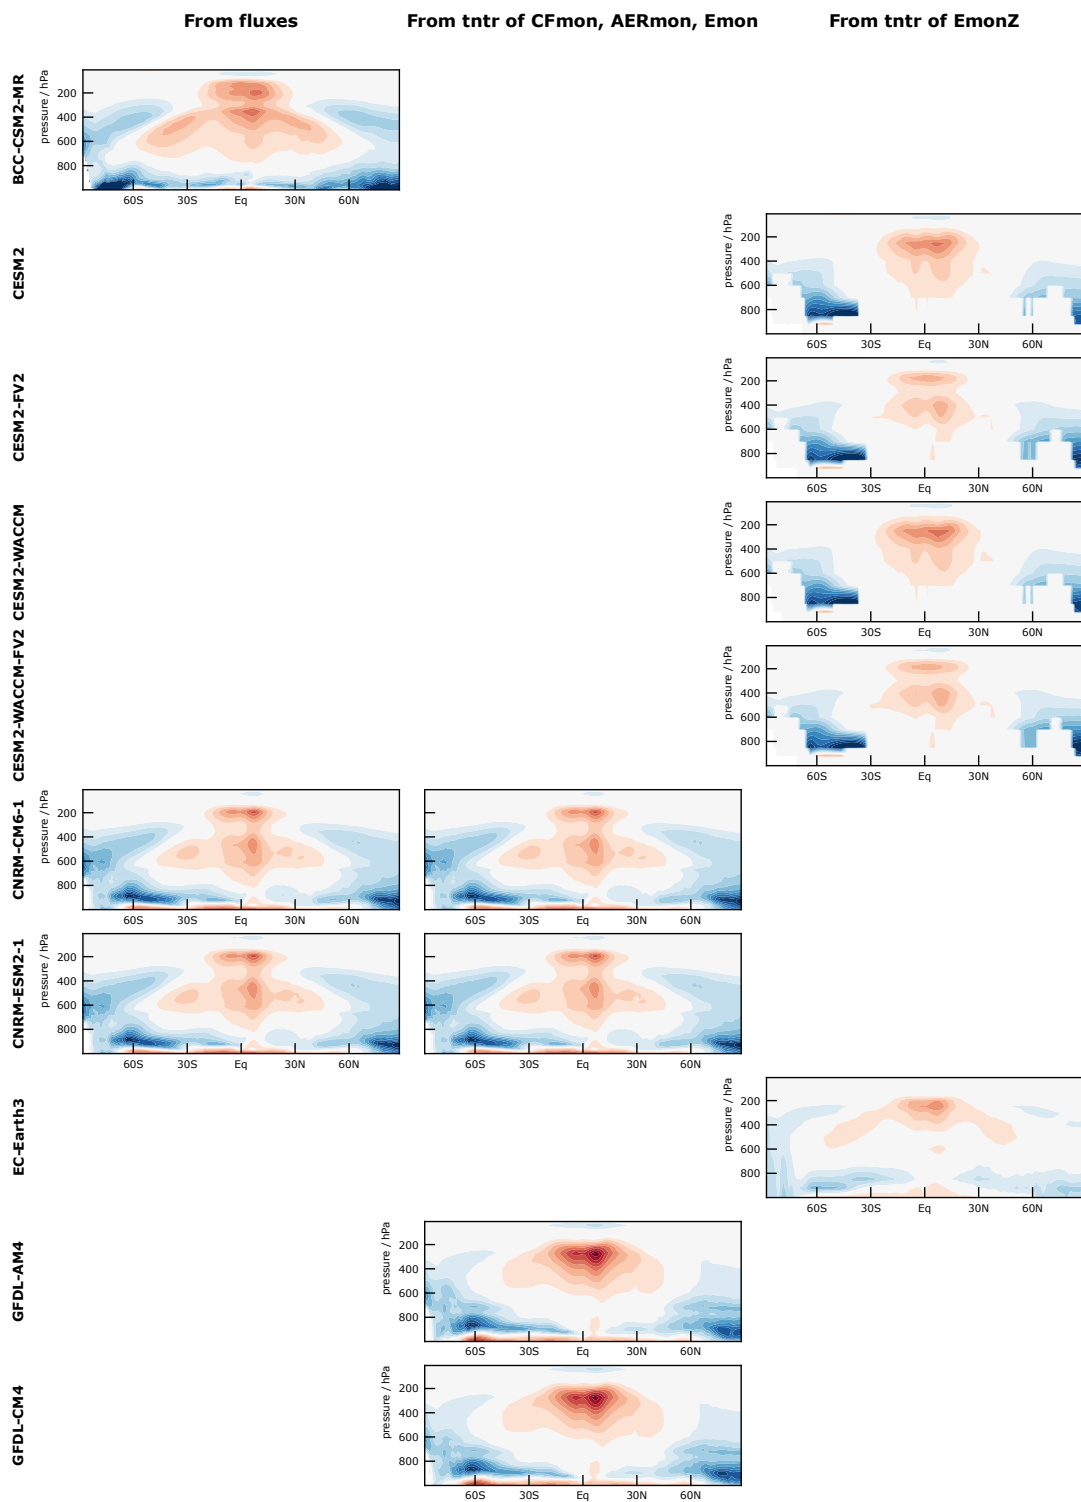 From fluxes
From tntr of CFmon, AERmon, Emon
From tntr of EmonZ
BCC-CSM2-MR
pressure / hPa
200
400
600
800
60S 30S Eq 30N 60N
CESM2
pressure / hPa
200
400
600
800
60S 30S Eq 30N 60N
CESM2-FV2
pressure / hPa
200
400
600
800
60S 30S Eq 30N 60N
CESM2-WACCM
pressure / hPa
200
400
600
800
60S 30S Eq 30N 60N
CESM2-WACCM-FV2
pressure / hPa
200
400
600
800
60S 30S Eq 30N 60N
CNRM-CM6-1
pressure / hPa
200
400
600
800
60S 30S Eq 30N 60N
60S 30S Eq 30N 60N
CNRM-ESM2-1
pressure / hPa
200
400
600
800
60S 30S Eq 30N 60N
60S 30S Eq 30N 60N
EC-Earth3
pressure / hPa
200
400
600
800
60S 30S Eq 30N 60N
GFDL-AM4
pressure / hPa
200
400
600
800
60S 30S Eq 30N 60N
GFDL-CM4
pressure / hPa
200
400
600
800
60S 30S Eq 30N 60N